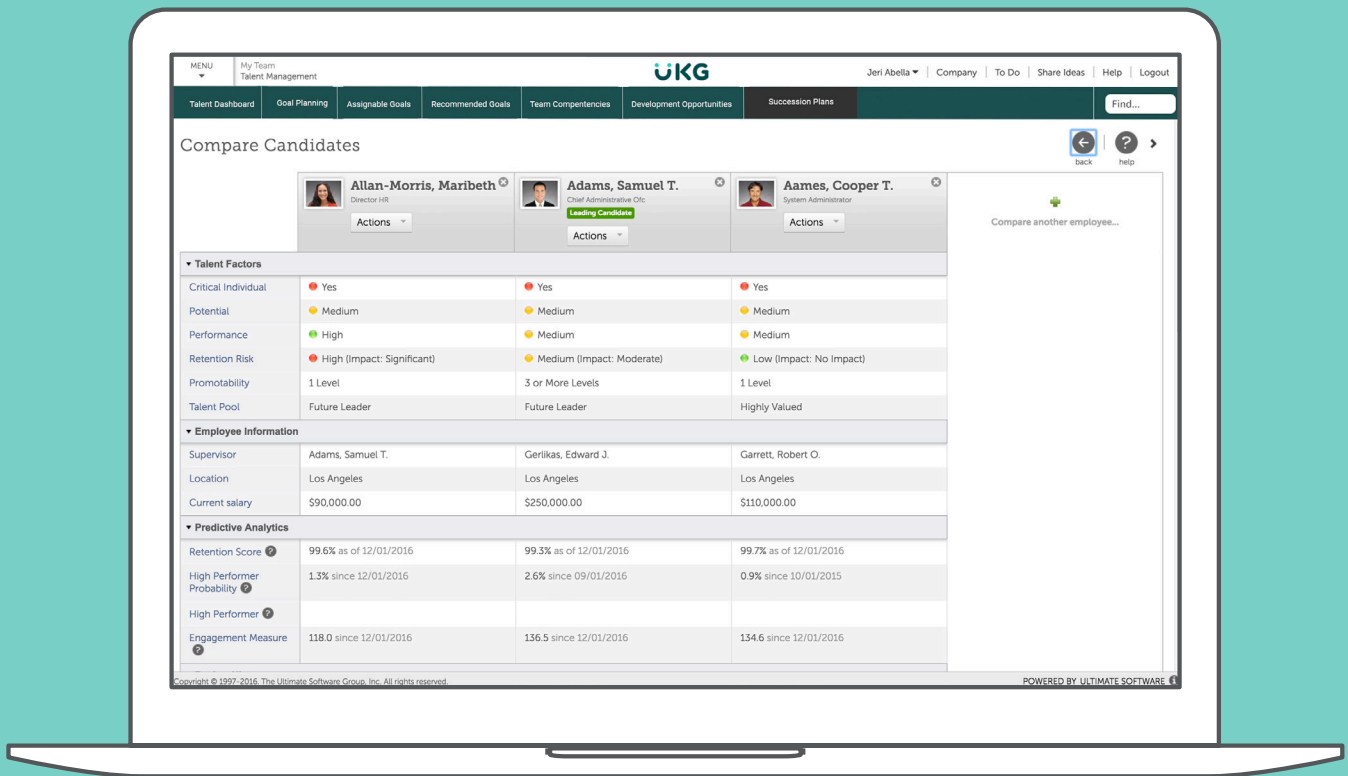 MENU
My Team
Talent Management
UKG
Jeri Abella Company To Do Share Ideas Help Logout
Talent Dashboard Goal Planning Assignable Goals Recommended Goals Team Compentencies Development Opportunities Succession Plans Find...
Compare Candidates
back help
Allan-Morris, Maribeth
Director HR
Actions
Adams, Samuel T.
Chief Administrative Ofc
Leading Candidate
Actions
Aames, Cooper T.
System Administrator
Actions
Compare another employee...
Talent Factors
Critical Individual Yes Yes Yes
Potential Medium Medium Medium
Performance High Medium Medium
Retention Risk High (Impact: Significant) Medium (Impact: Moderate) Low (Impact: No Impact)
Promotability 1 Level 3 or More Levels 1 Level
Talent Pool Future Leader Future Leader Highly Valued
Employee Information
Supervisor Adams, Samuel T. Gerlikas, Edward J. Garrett, Robert O.
Location Los Angeles Los Angeles Los Angeles
Current salary $90,000.00 $250,000.00 $110,000.00
Predictive Analytics
Retention Score ? 99.6% as of 12/01/2016 99.3% as of 12/01/2016 99.7% as of 12/01/2016
High Performer
Probability ? 1.3% since 12/01/2016 2.6% since 09/01/2016 0.9% since 10/01/2015
High Performer ?
Engagement Measure
? 118.0 since 12/01/2016 136.5 since 12/01/2016 134.6 since 12/01/2016
Copyright © 1997-2016. The Ultimate Software Group, Inc. All rights reserved. POWERED BY ULTIMATE SOFTWARE